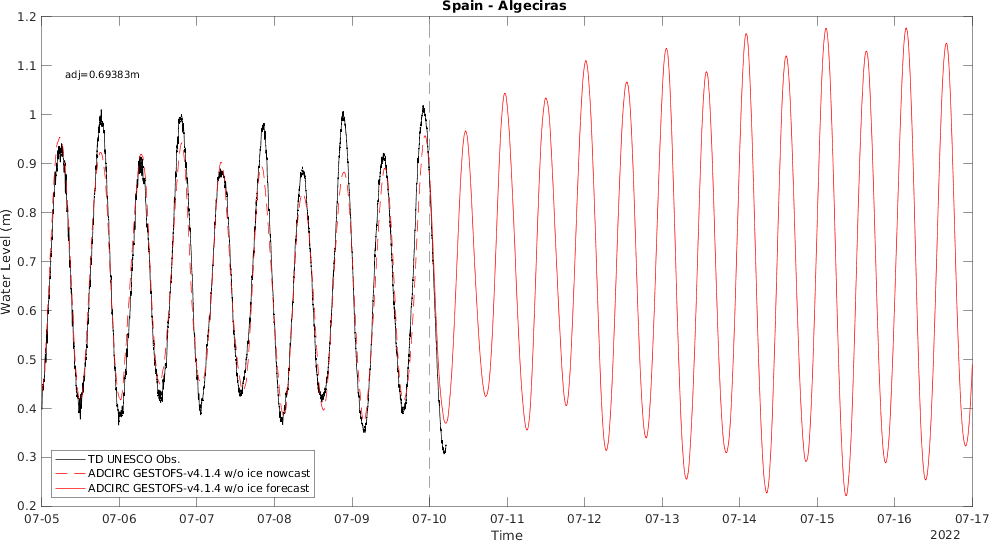 Spain - Algeciras
1.2
1.1
1
0.9
0.8
0.7
0.6
0.5
0.4
0.3
0.2
Water Level (m)
adj=0.69383m
TD UNESCO Obs.
ADCIRC GESTOFS-v4.1.4 w/o ice nowcast
ADCIRC GESTOFS-v4.1.4 w/o ice forecast
07-05 07-06 07-07 07-08 07-09 07-10 07-11 07-12 07-13 07-14 07-15 07-16 07-17
Time
2022